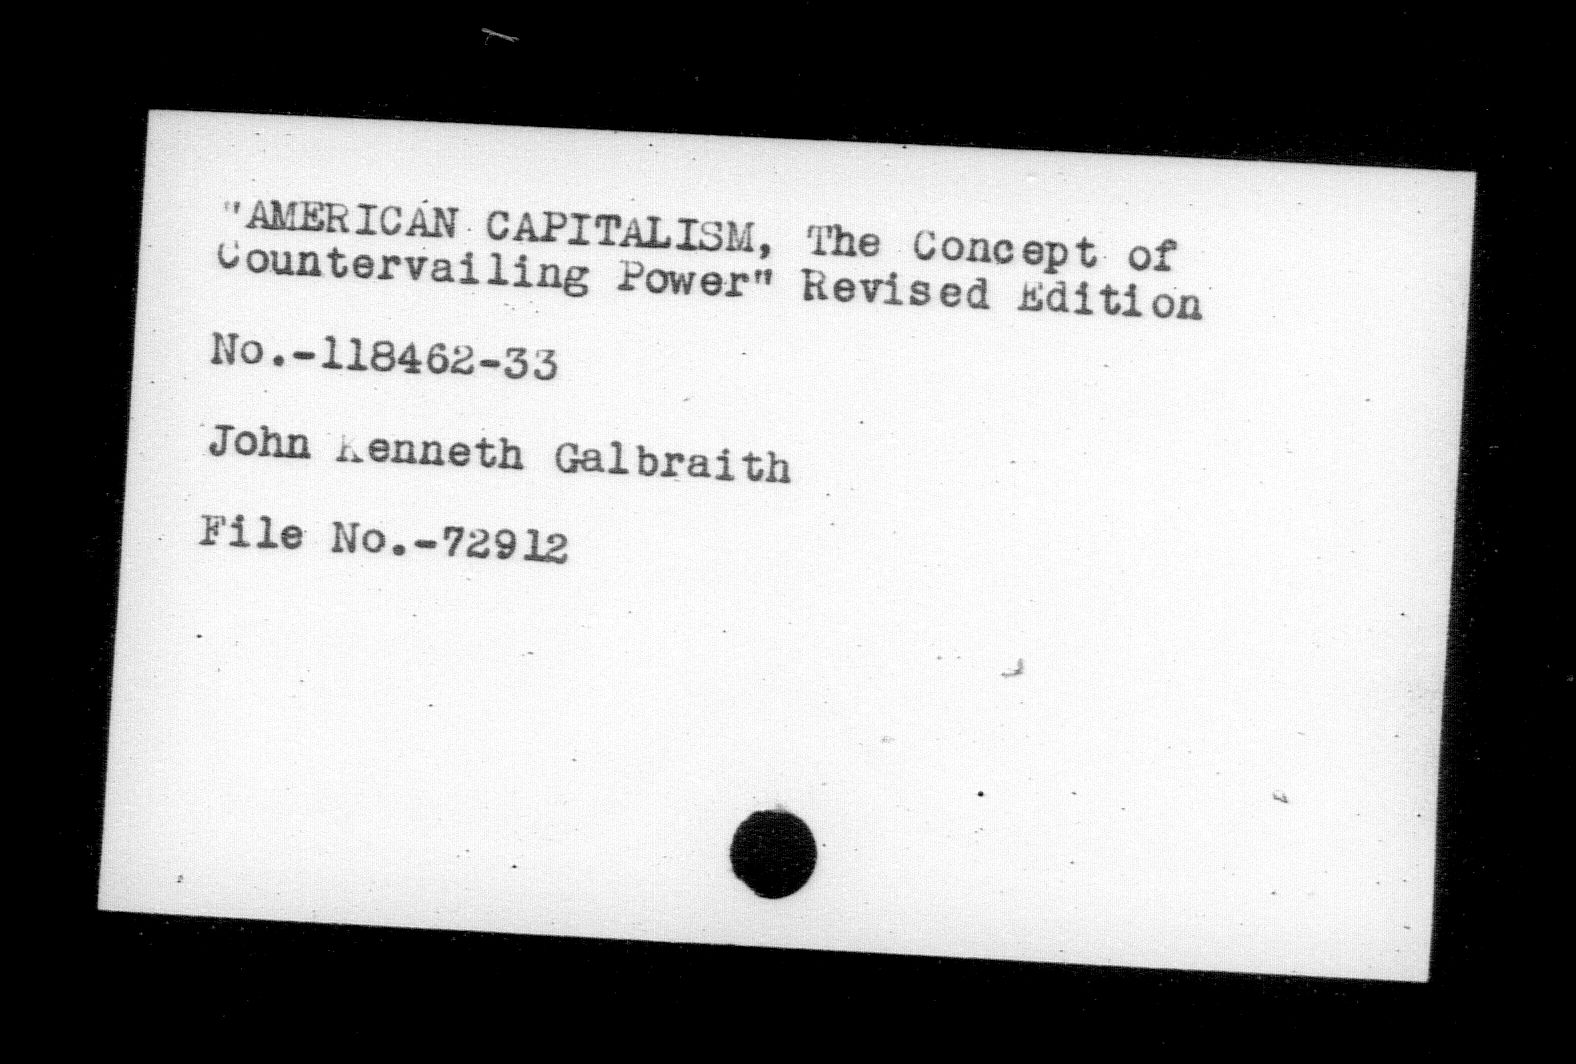 "AMERICAN CAPITALISM, The Concept of
Countervailing Power" Revised Edition
No.-118462-33
John Kenneth Galbraith
File No.-72912